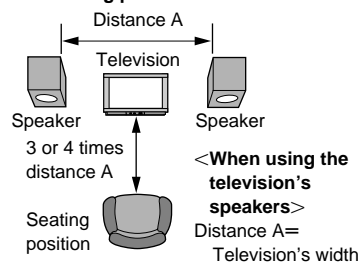 Distance A
Television
Speaker
Speaker
3 or 4 times
distance A
Seating
position
<When using the
television's
speakers>
Distance A=
Television's width